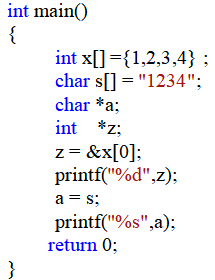 int main()
{
int x[] ={1,2,3,4} ;
char s[] = "1234";
char *a;
int *z;
z = &x[0];
printf("%d",z);
a = s;
printf("%s",a);
return 0;
}